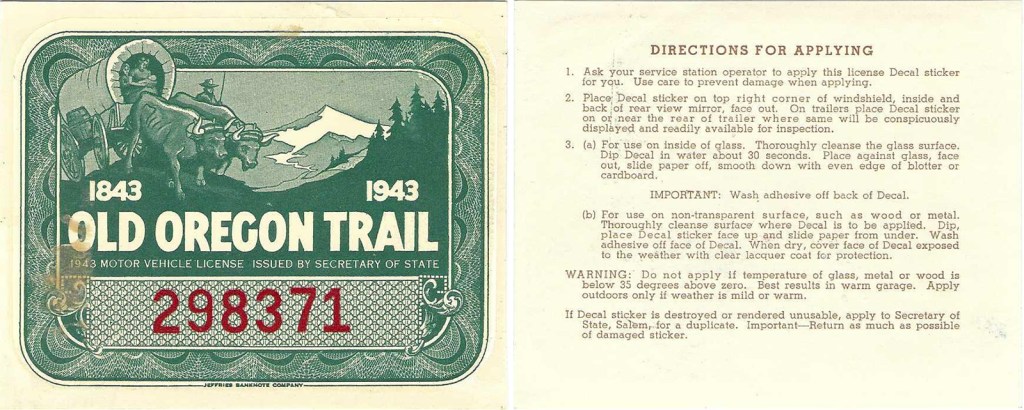 1843 1943
OLD OREGON TRAIL
1943 MOTOR VEHICLE LICENSE ISSUED BY SECRETARY OF STATE
298371
JEFFRIES BANKNOTE COMPANY
DIRECTIONS FOR APPLYING
1. Ask your service station operator to apply this license Decal sticker
for you. Use care to prevent damage when applying.
2. Place Decal sticker on top right corner of windshield, inside and
back of rear view mirror, face out. On trailers place Decal sticker
on or near the rear of trailer where same will be conspicuously
displayed and readily available for inspection.
3. (a) For use on inside of glass. Thoroughly cleanse the glass surface.
Dip Decal in water about 30 seconds. Place against glass, face
out, slide paper off, smooth down with even edge of blotter or
cardboard.
IMPORTANT: Wash adhesive off back of Decal.
(b) For use on non-transparent surface, such as wood or metal.
Thoroughly cleanse surface where Decal is to be applied. Dip,
place Decal sticker face up and slide paper from under. Wash
adhesive off face of Decal. When dry, cover face of Decal exposed
to the weather with clear lacquer coat for protection.
WARNING: Do not apply if temperature of glass, metal or wood is
below 35 degrees above zero. Best results in warm garage. Apply
outdoors only if weather is mild or warm.
If Decal sticker is destroyed or rendered unusable, apply to Secretary of
State, Salem, for a duplicate. Important—Return as much as possible
of damaged sticker.